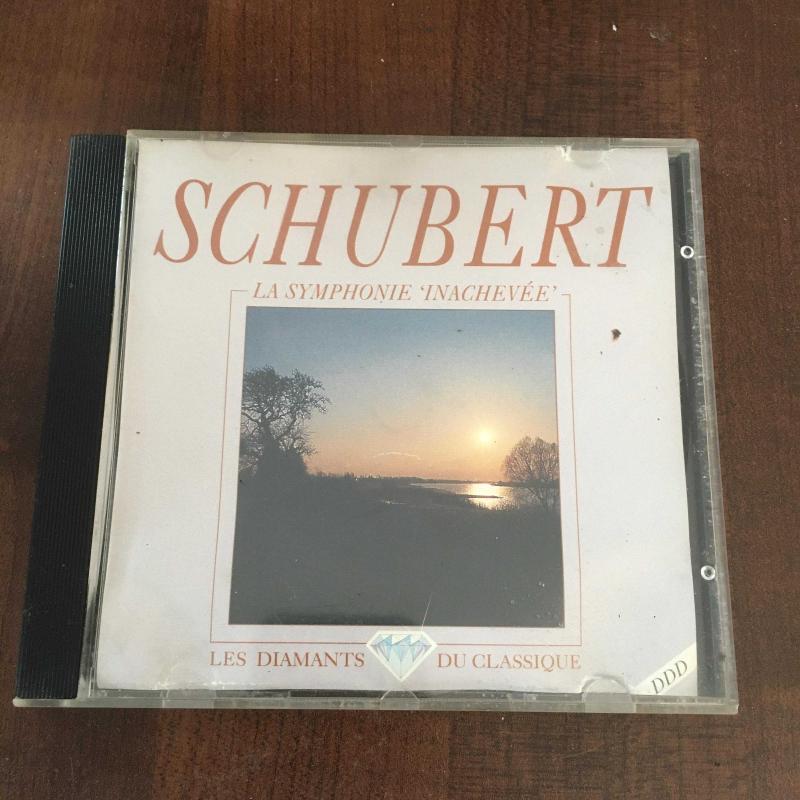 SCHUBERT
LA SYMPHONIE ‘INACHEVÉE’
LES DIAMANTS DU CLASSIQUE
DDD